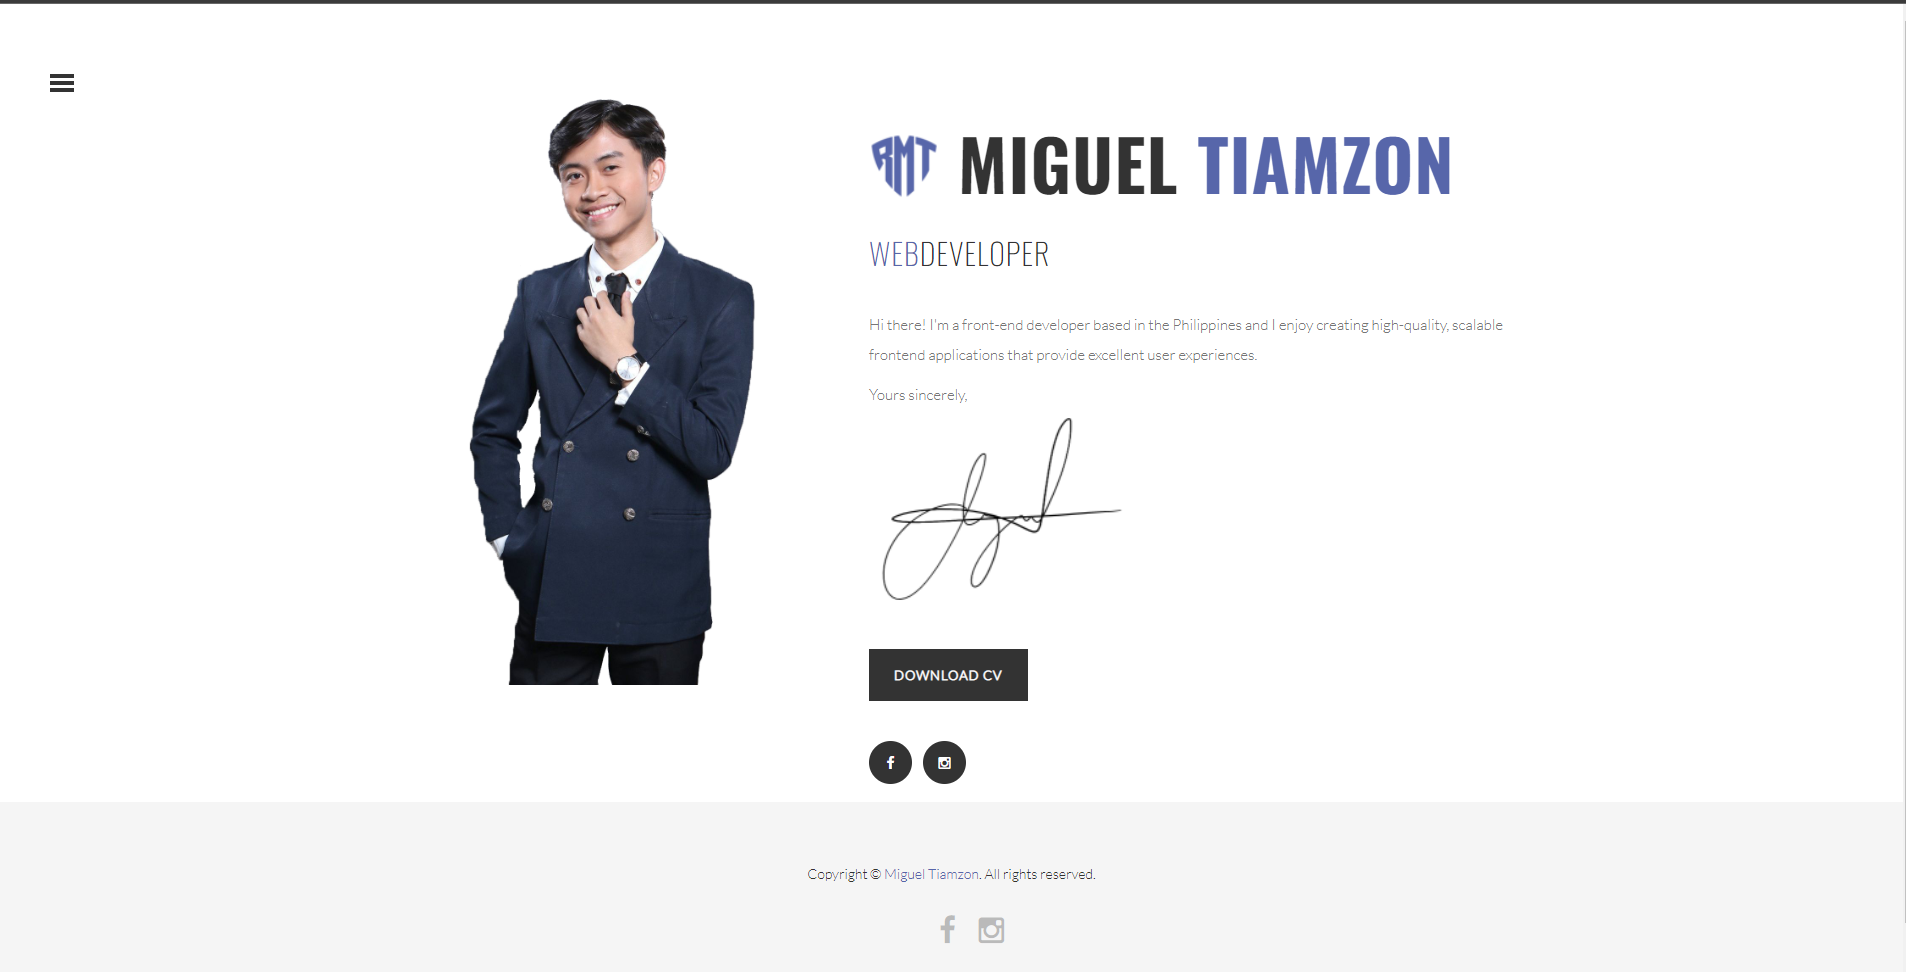 RMT MIGUEL TIAMZON
WEBDEVELOPER
Hi there! I'm a front-end developer based in the Philippines and I enjoy creating high-quality, scalable
frontend applications that provide excellent user experiences.
Yours sincerely,
DOWNLOAD CV
Copyright © Miguel Tiamzon. All rights reserved.